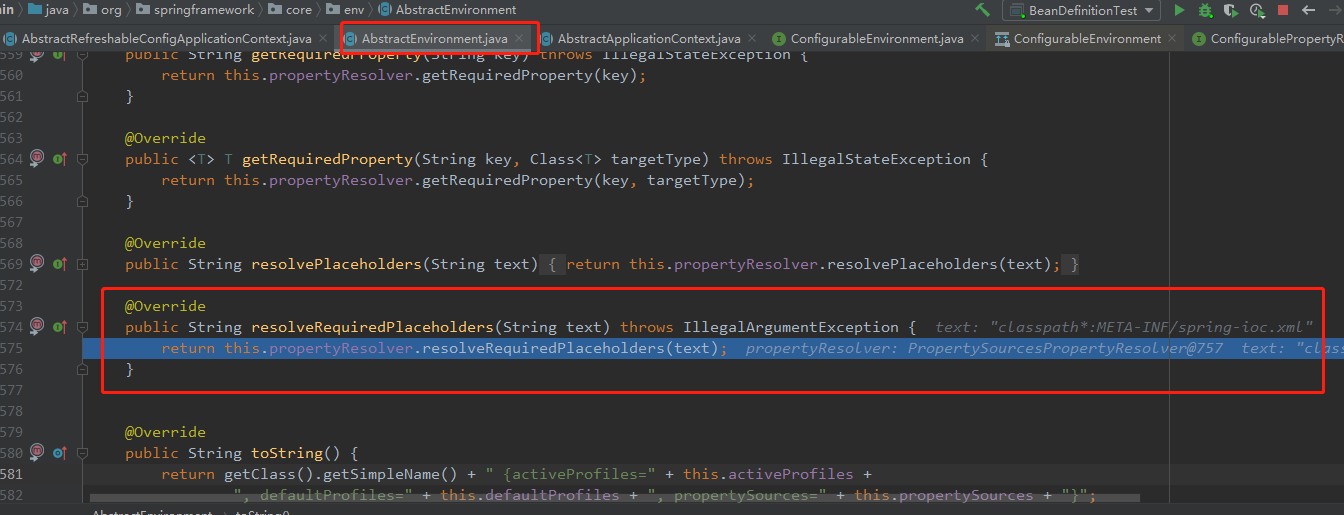 ain › java › org › springframework › core › env › AbstractEnvironment BeanDefinitionTest
AbstractRefreshableConfigApplicationContext.java × AbstractEnvironment.java × AbstractApplicationContext.java × ConfigurableEnvironment.java × ConfigurableEnvironment × ConfigurablePropertyR
559 public String getRequiredProperty(String key) throws IllegalStateException {
560 return this.propertyResolver.getRequiredProperty(key);
561 }
562
563 @Override
564 public <T> T getRequiredProperty(String key, Class<T> targetType) throws IllegalStateException {
565 return this.propertyResolver.getRequiredProperty(key, targetType);
566 }
567
568 @Override
569 public String resolvePlaceholders(String text) { return this.propertyResolver.resolvePlaceholders(text); }
572
573 @Override
574 public String resolveRequiredPlaceholders(String text) throws IllegalArgumentException { text: "classpath*:META-INF/spring-ioc.xml"
575 return this.propertyResolver.resolveRequiredPlaceholders(text); propertyResolver: PropertySourcesPropertyResolver@757 text: "class
576 }
577
578
579 @Override
580 public String toString() {
581 return getClass().getSimpleName() + " {activeProfiles=" + this.activeProfiles +
582 ", defaultProfiles=" + this.defaultProfiles + ", propertySources=" + this.propertySources + "}";
AbstractEnvironment › toString()